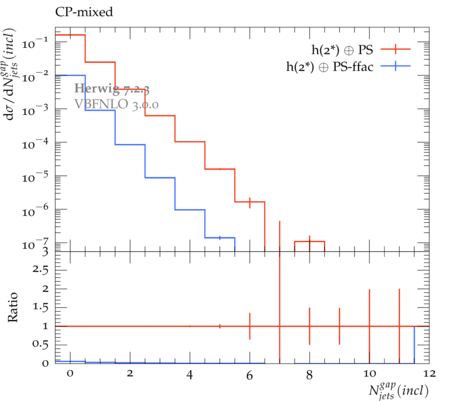 CP-mixed
dσ/dN_jets^gap(incl)
h(2*) ⊕ PS
h(2*) ⊕ PS-ffac
Herwig 7.2.3
VBFNLO 3.0.0
10^−1
10^−2
10^−3
10^−4
10^−5
10^−6
10^−7
Ratio
3
2.5
2
1.5
1
0.5
0
0 2 4 6 8 10 12
N_jets^gap(incl)